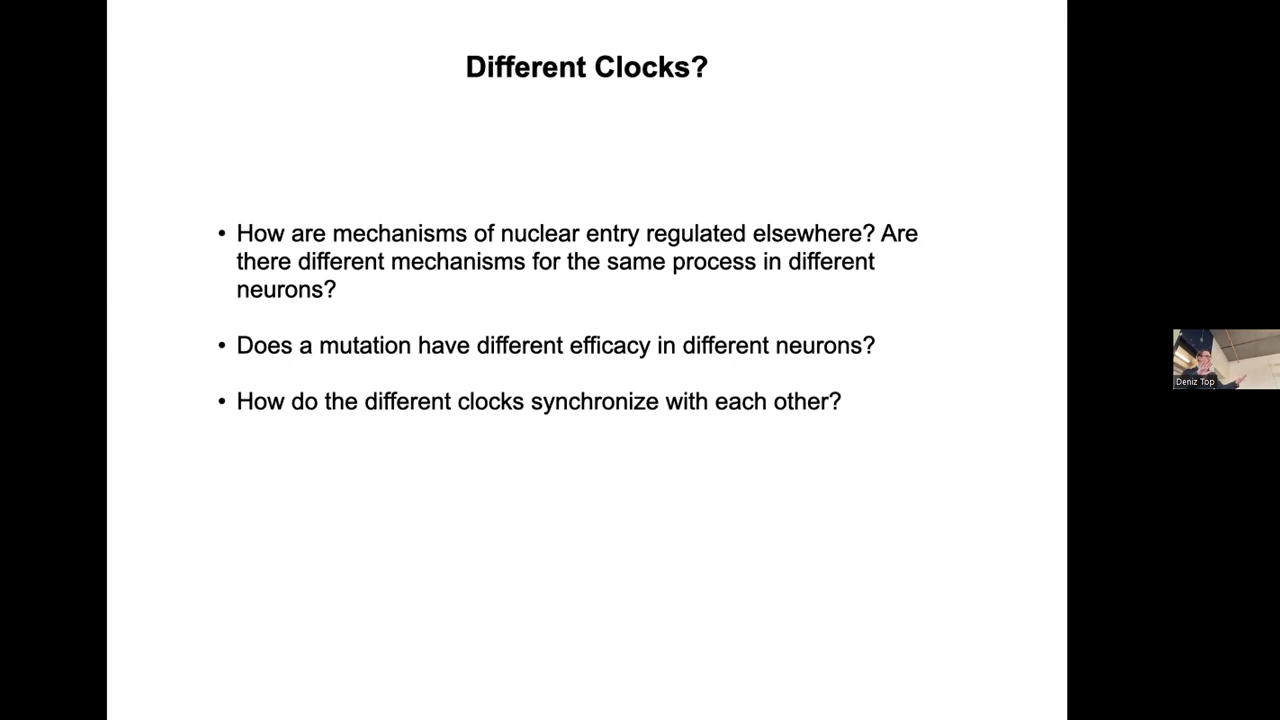 Different Clocks?
• How are mechanisms of nuclear entry regulated elsewhere? Are
there different mechanisms for the same process in different
neurons?
• Does a mutation have different efficacy in different neurons?
• How do the different clocks synchronize with each other?
Deniz Top